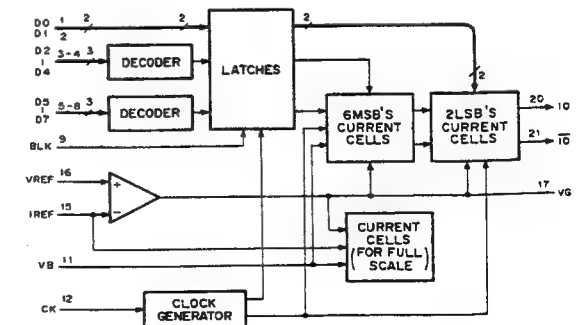 D0 1 2 2 2
D1 2
D2 3-4 3
D4
DECODER
LATCHES
2
D5 5-8 3
D7
DECODER
6MSB'S
CURRENT
CELLS
2LSB'S
CURRENT
CELLS
20 IO
21 IO
BLK 9
VREF 16
+
IREF 15
-
17 VG
CURRENT
CELLS
(FOR FULL
SCALE)
VB 11
CK 12
CLOCK
GENERATOR